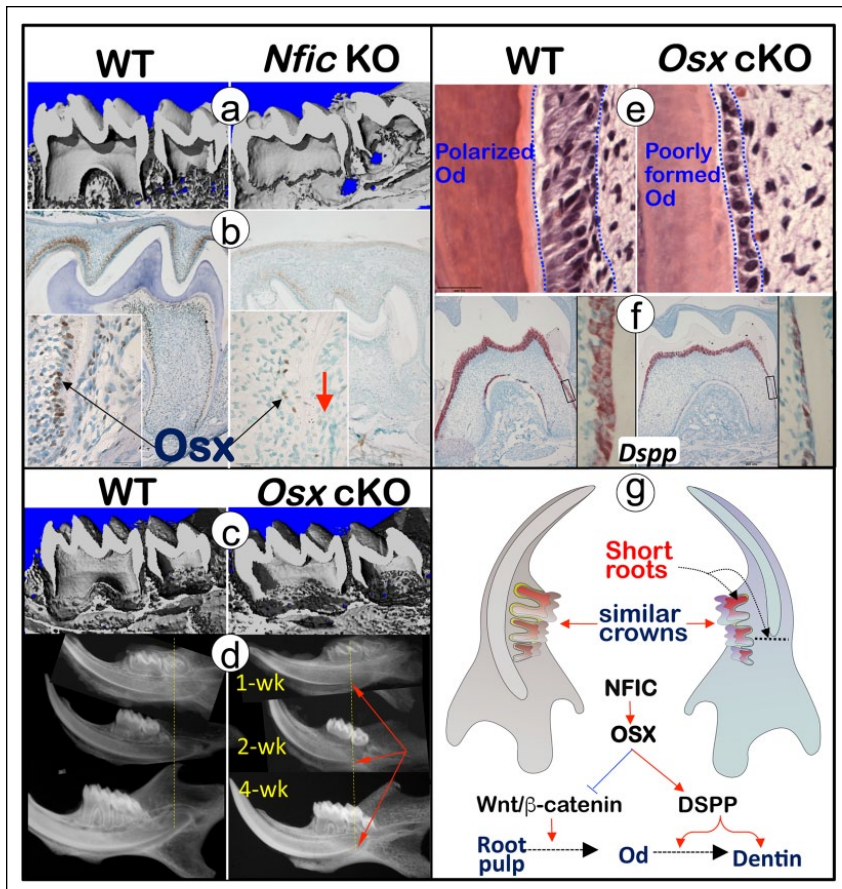 WT
Nfic KO
a
b
Osx
WT
Osx cKO
e
Polarized
Od
Poorly
formed
Od
f
Dspp
WT
Osx cKO
c
d
1-wk
2-wk
4-wk
g
Short
roots
similar
crowns
NFIC
OSX
Wnt/β-catenin
DSPP
Root
pulp
Od
Dentin